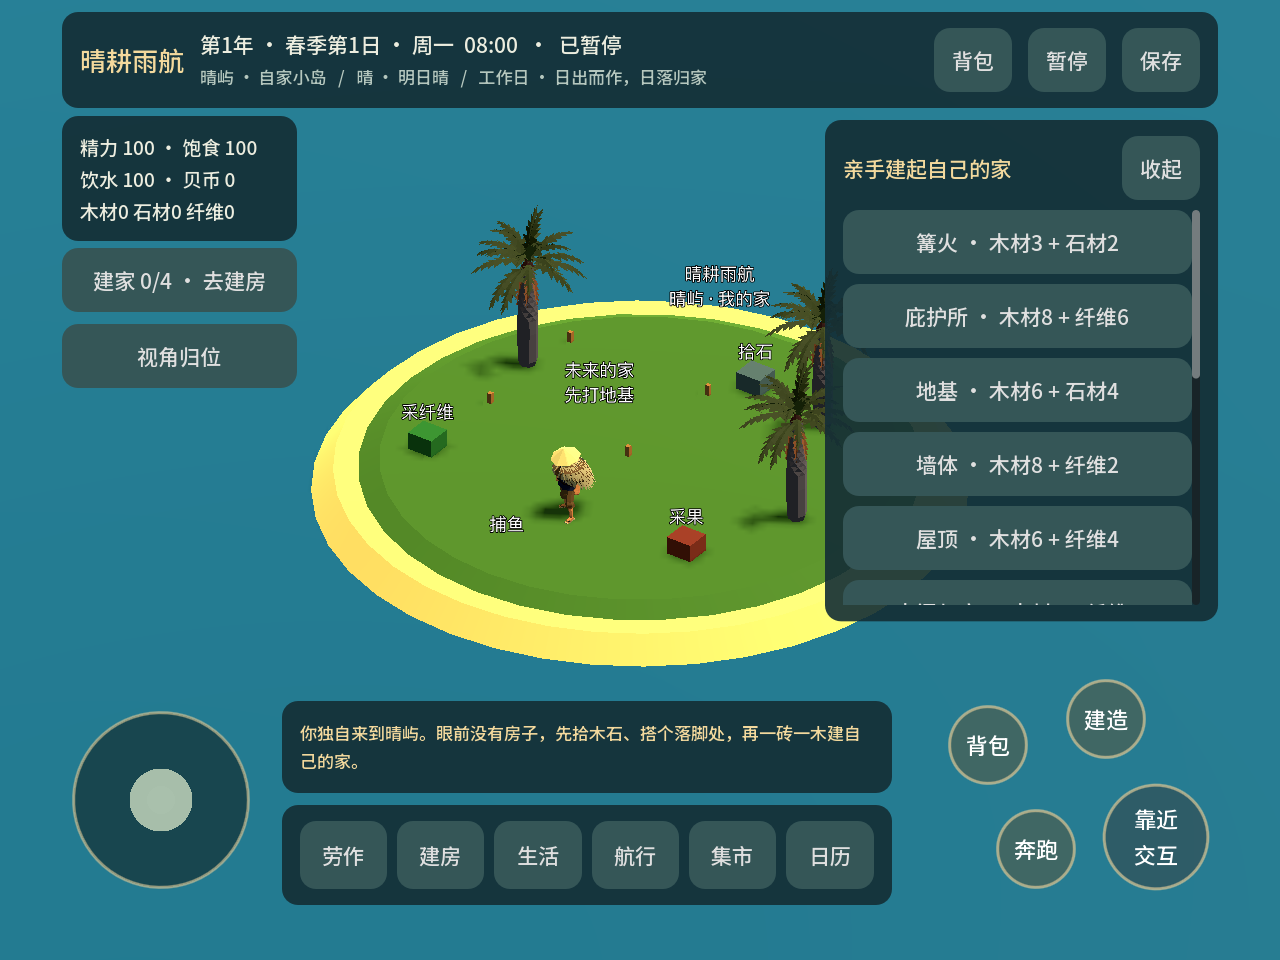 晴耕雨航
第1年 · 春季第1日 · 周一 08:00 · 已暂停
晴屿 · 自家小岛 / 晴 · 明日晴 / 工作日 · 日出而作，日落归家
背包
暂停
保存
精力 100 · 饱食 100
饮水 100 · 贝币 0
木材0 石材0 纤维0
建家 0/4 · 去建房
视角归位
亲手建起自己的家
收起
篝火 · 木材3 + 石材2
庇护所 · 木材8 + 纤维6
地基 · 木材6 + 石材4
墙体 · 木材8 + 纤维2
屋顶 · 木材6 + 纤维4
晴耕雨航
晴屿 · 我的家
拾石
未来的家
先打地基
采纤维
捕鱼
采果
你独自来到晴屿。眼前没有房子，先拾木石、搭个落脚处，再一砖一木建自
己的家。
劳作
建房
生活
航行
集市
日历
背包
建造
奔跑
靠近
交互